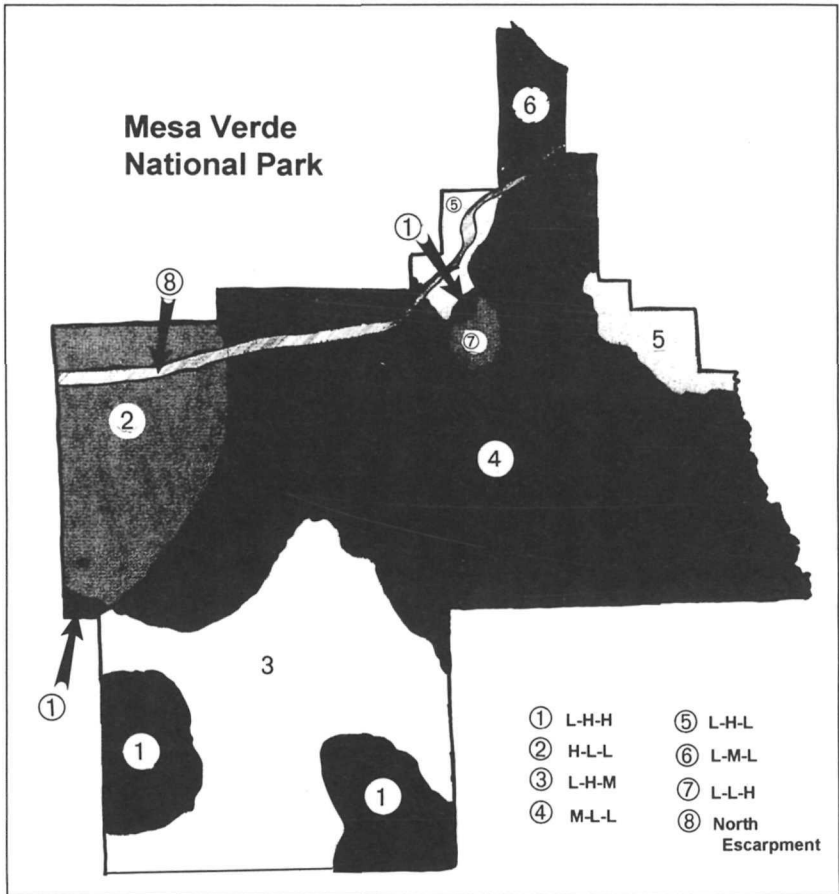 Mesa Verde
National Park
⑥
⑤
①
⑧
⑦
5
②
④
3
①
①
①
① L-H-H
② H-L-L
③ L-H-M
④ M-L-L
⑤ L-H-L
⑥ L-M-L
⑦ L-L-H
⑧ North
Escarpment